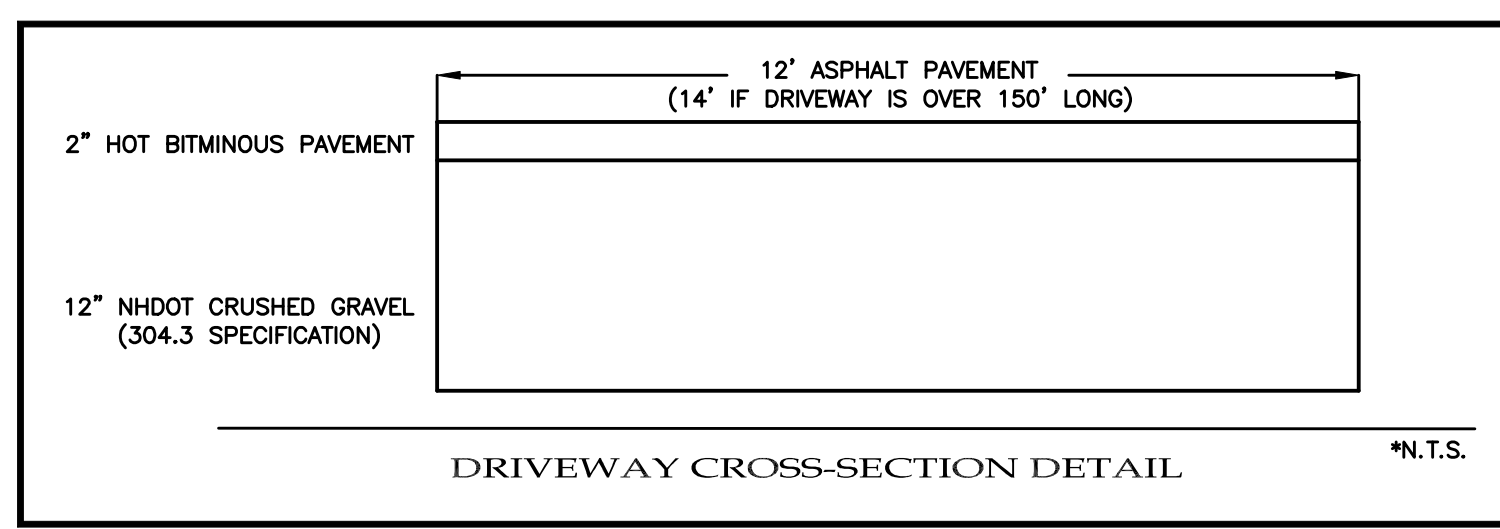 12' ASPHALT PAVEMENT
(14' IF DRIVEWAY IS OVER 150' LONG)
2" HOT BITMINOUS PAVEMENT
12" NHDOT CRUSHED GRAVEL
(304.3 SPECIFICATION)
*N.T.S.
DRIVEWAY CROSS-SECTION DETAIL